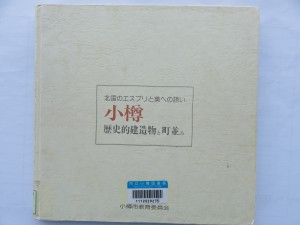 北国のエスプリと美への誘い
小樽
歴史的建造物と町並み
小樽市教育委員会